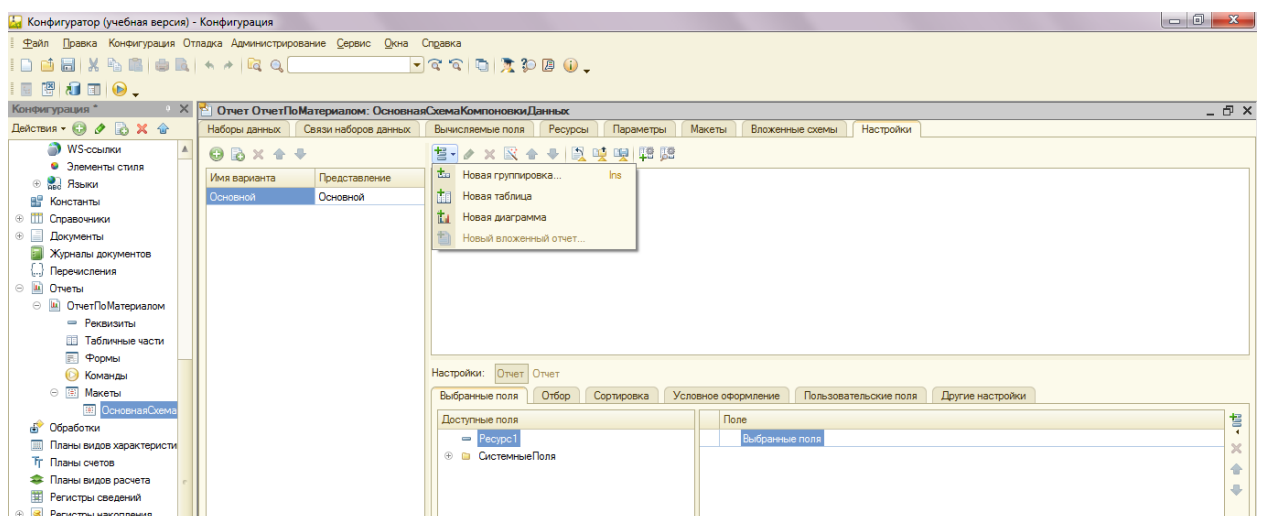 Конфигуратор (учебная версия) - Конфигурация
Файл Правка Конфигурация Отладка Администрирование Сервис Окна Справка
Конфигурация *
Отчет ОтчетПоМатериалом: ОсновнаяСхемаКомпоновкиДанных
Действия
Наборы данных Связи наборов данных Вычисляемые поля Ресурсы Параметры Макеты Вложенные схемы Настройки
WS-ссылки
Элементы стиля
Языки
Константы
Справочники
Документы
Журналы документов
Перечисления
Отчеты
ОтчетПоМатериалом
Реквизиты
Табличные части
Формы
Команды
Макеты
ОсновнаяСхема
Обработки
Планы видов характеристи
Планы счетов
Планы видов расчета
Регистры сведений
Регистры накопления
Имя варианта Представление
Основной Основной
Новая группировка... Ins
Новая таблица
Новая диаграмма
Новый вложенный отчет...
Настройки: Отчет Отчет
Выбранные поля Отбор Сортировка Условное оформление Пользовательские поля Другие настройки
Доступные поля
Ресурс1
СистемныеПоля
Поле
Выбранные поля